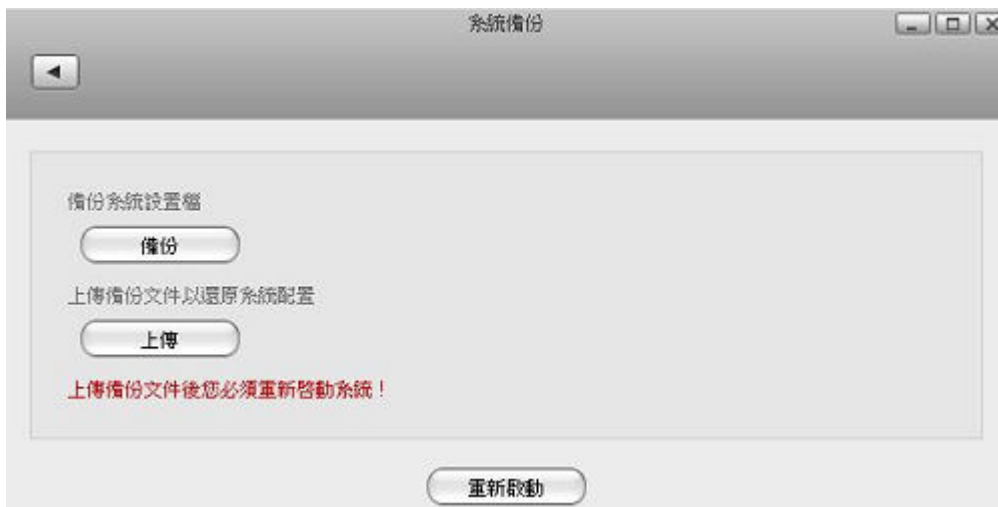 系統備份
備份系統設置檔
備份
上傳備份文件以還原系統配置
上傳
上傳備份文件後您必須重新啓動系統！
重新啟動